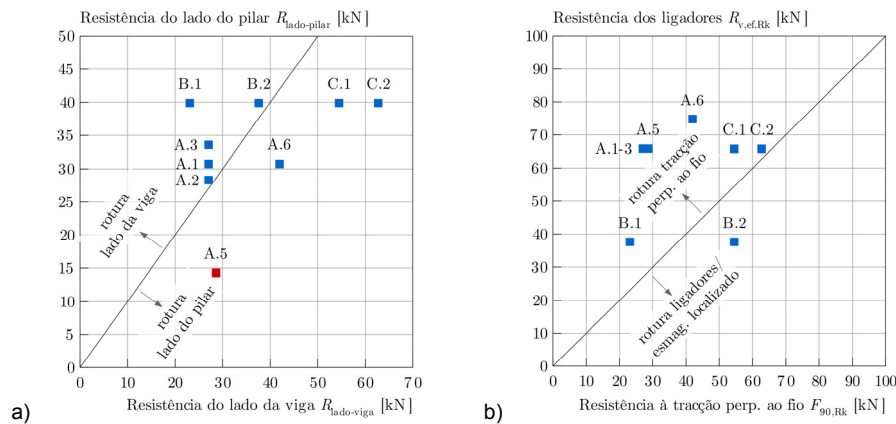 Resistência do lado do pilar R_lado-pilar [kN]
50
45
40
35
30
25
20
15
10
5
0
B.1 B.2 C.1 C.2
A.3
A.1 A.6
A.2
rotura
lado da viga
A.5
rotura
lado do pilar
0 10 20 30 40 50 60 70
Resistência do lado da viga R_lado-viga [kN]
a)
Resistência dos ligadores R_v,ef,Rk [kN]
100
90
80
70
60
50
40
30
20
10
0
A.6
A.5 C.1 C.2
A.1-3
rotura tracção
perp. ao fio
B.1 B.2
rotura ligadores/
esmag. localizado
0 10 20 30 40 50 60 70 80 90 100
Resistência à tracção perp. ao fio F_90,Rk [kN]
b)